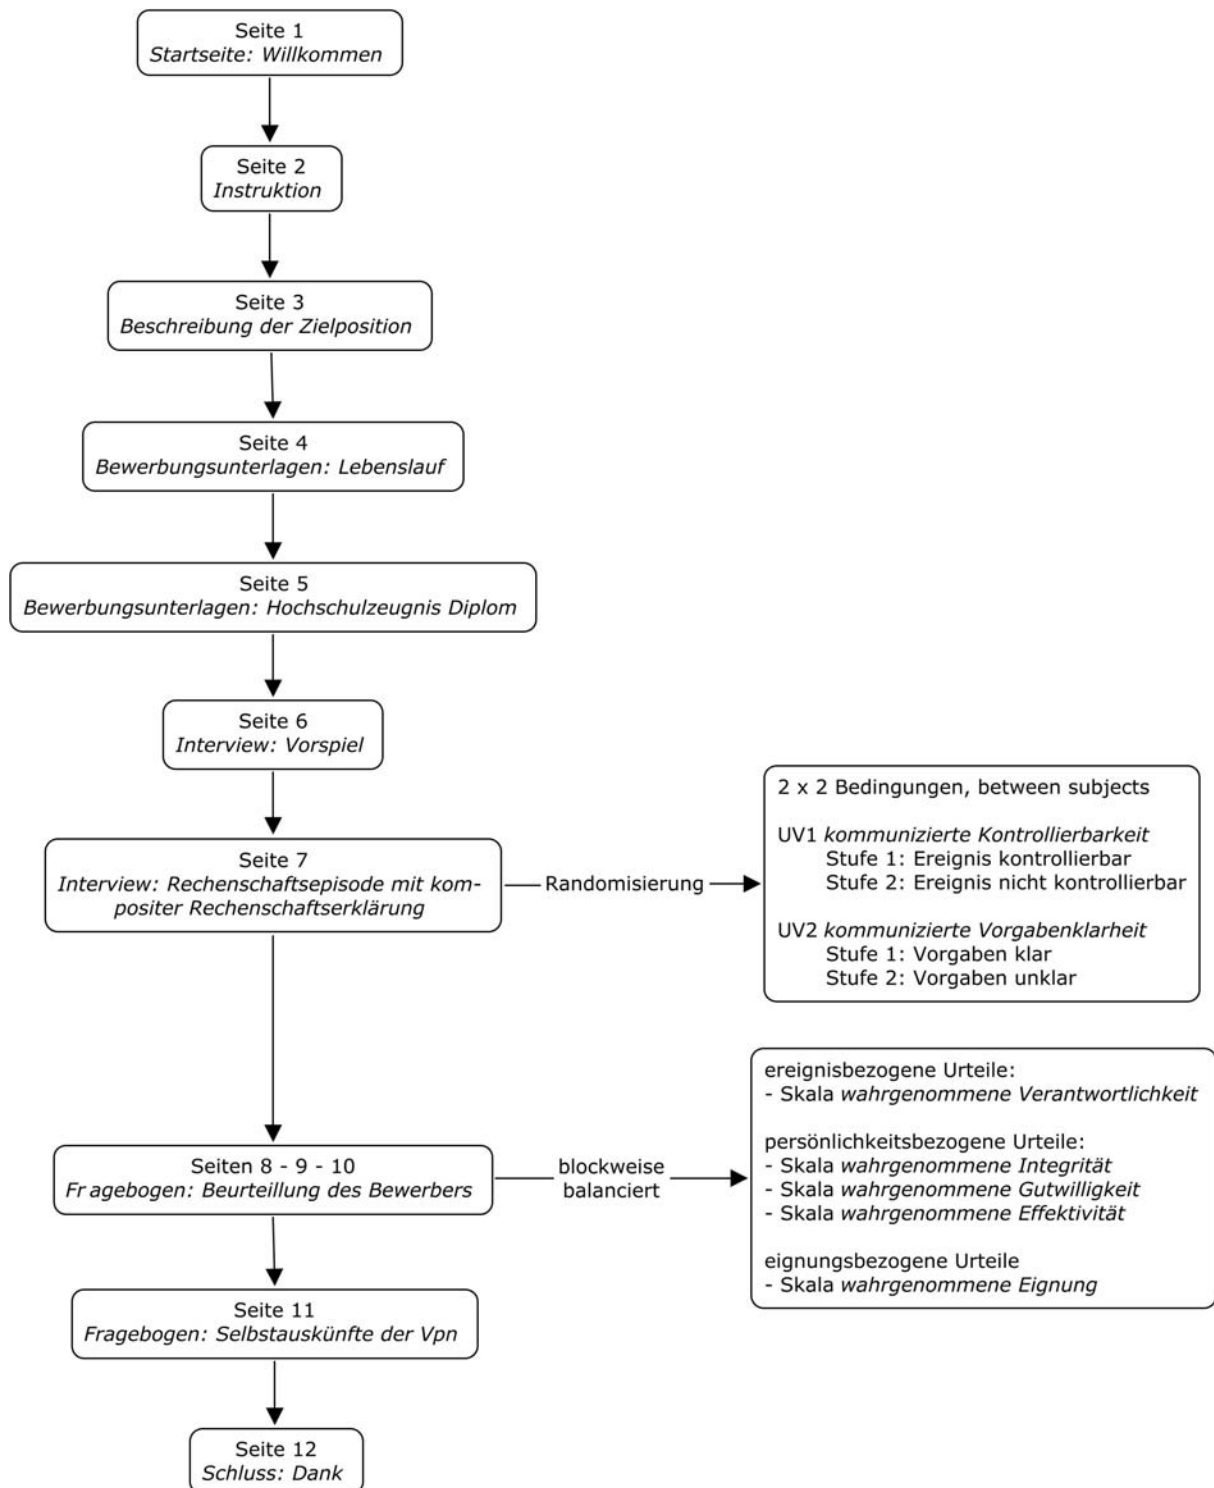 Seite 1
Startseite: Willkommen
Seite 2
Instruktion
Seite 3
Beschreibung der Zielposition
Seite 4
Bewerbungsunterlagen: Lebenslauf
Seite 5
Bewerbungsunterlagen: Hochschulzeugnis Diplom
Seite 6
Interview: Vorspiel
Seite 7
Interview: Rechenschaftsepisode mit kom-
positer Rechenschaftserklärung
Randomisierung
2 x 2 Bedingungen, between subjects
UV1 kommunizierte Kontrollierbarkeit
Stufe 1: Ereignis kontrollierbar
Stufe 2: Ereignis nicht kontrollierbar
UV2 kommunizierte Vorgabenklarheit
Stufe 1: Vorgaben klar
Stufe 2: Vorgaben unklar
Seiten 8 - 9 - 10
Fragebogen: Beurteillung des Bewerbers
blockweise
balanciert
ereignisbezogene Urteile:
- Skala wahrgenommene Verantwortlichkeit
persönlichkeitsbezogene Urteile:
- Skala wahrgenommene Integrität
- Skala wahrgenommene Gutwilligkeit
- Skala wahrgenommene Effektivität
eignungsbezogene Urteile
- Skala wahrgenommene Eignung
Seite 11
Fragebogen: Selbstauskünfte der Vpn
Seite 12
Schluss: Dank